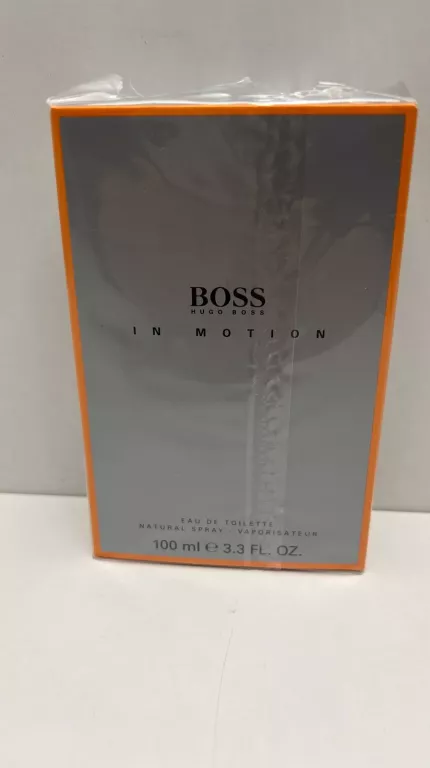 BOSS
HUGO BOSS
IN MOTION
EAU DE TOILETTE
NATURAL SPRAY - VAPORISATEUR
100 ml ℮ 3.3 FL. OZ.